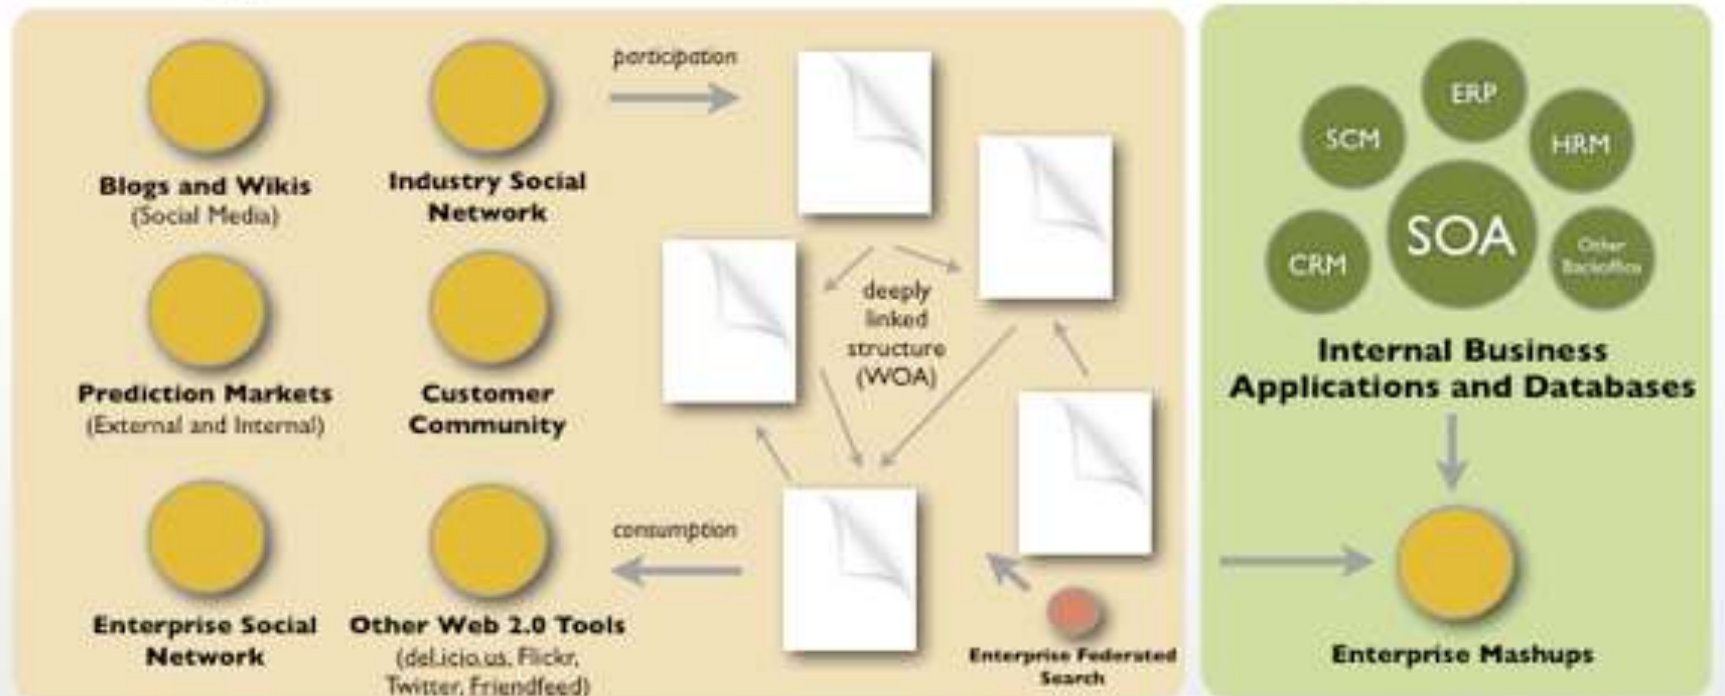 Blogs and Wikis
(Social Media)
Industry Social
Network
Prediction Markets
(External and Internal)
Customer
Community
Enterprise Social
Network
Other Web 2.0 Tools
(del.icio.us, Flickr,
Twitter, Friendfeed)
participation
deeply
linked
structure
(WOA)
consumption
Enterprise Federated
Search
ERP
SCM
HRM
SOA
CRM
Other
Backoffice
Internal Business
Applications and Databases
Enterprise Mashups